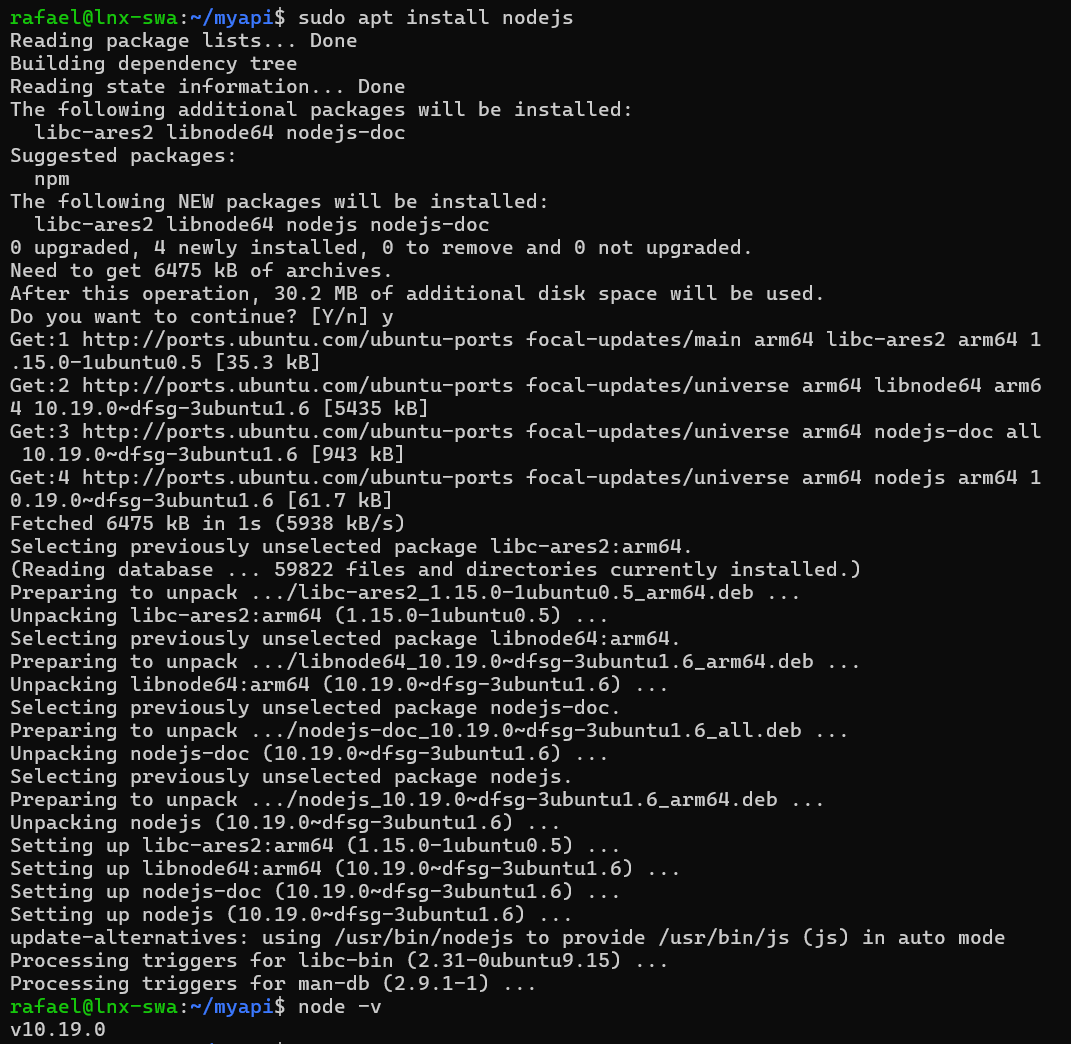 rafael@lnx-swa:~/myapi$ sudo apt install nodejs
Reading package lists... Done
Building dependency tree
Reading state information... Done
The following additional packages will be installed:
  libc-ares2 libnode64 nodejs-doc
Suggested packages:
  npm
The following NEW packages will be installed:
  libc-ares2 libnode64 nodejs nodejs-doc
0 upgraded, 4 newly installed, 0 to remove and 0 not upgraded.
Need to get 6475 kB of archives.
After this operation, 30.2 MB of additional disk space will be used.
Do you want to continue? [Y/n] y
Get:1 http://ports.ubuntu.com/ubuntu-ports focal-updates/main arm64 libc-ares2 arm64 1
.15.0-1ubuntu0.5 [35.3 kB]
Get:2 http://ports.ubuntu.com/ubuntu-ports focal-updates/universe arm64 libnode64 arm6
4 10.19.0~dfsg-3ubuntu1.6 [5435 kB]
Get:3 http://ports.ubuntu.com/ubuntu-ports focal-updates/universe arm64 nodejs-doc all
 10.19.0~dfsg-3ubuntu1.6 [943 kB]
Get:4 http://ports.ubuntu.com/ubuntu-ports focal-updates/universe arm64 nodejs arm64 1
0.19.0~dfsg-3ubuntu1.6 [61.7 kB]
Fetched 6475 kB in 1s (5938 kB/s)
Selecting previously unselected package libc-ares2:arm64.
(Reading database ... 59822 files and directories currently installed.)
Preparing to unpack .../libc-ares2_1.15.0-1ubuntu0.5_arm64.deb ...
Unpacking libc-ares2:arm64 (1.15.0-1ubuntu0.5) ...
Selecting previously unselected package libnode64:arm64.
Preparing to unpack .../libnode64_10.19.0~dfsg-3ubuntu1.6_arm64.deb ...
Unpacking libnode64:arm64 (10.19.0~dfsg-3ubuntu1.6) ...
Selecting previously unselected package nodejs-doc.
Preparing to unpack .../nodejs-doc_10.19.0~dfsg-3ubuntu1.6_all.deb ...
Unpacking nodejs-doc (10.19.0~dfsg-3ubuntu1.6) ...
Selecting previously unselected package nodejs.
Preparing to unpack .../nodejs_10.19.0~dfsg-3ubuntu1.6_arm64.deb ...
Unpacking nodejs (10.19.0~dfsg-3ubuntu1.6) ...
Setting up libc-ares2:arm64 (1.15.0-1ubuntu0.5) ...
Setting up libnode64:arm64 (10.19.0~dfsg-3ubuntu1.6) ...
Setting up nodejs-doc (10.19.0~dfsg-3ubuntu1.6) ...
Setting up nodejs (10.19.0~dfsg-3ubuntu1.6) ...
update-alternatives: using /usr/bin/nodejs to provide /usr/bin/js (js) in auto mode
Processing triggers for libc-bin (2.31-0ubuntu9.15) ...
Processing triggers for man-db (2.9.1-1) ...
rafael@lnx-swa:~/myapi$ node -v
v10.19.0